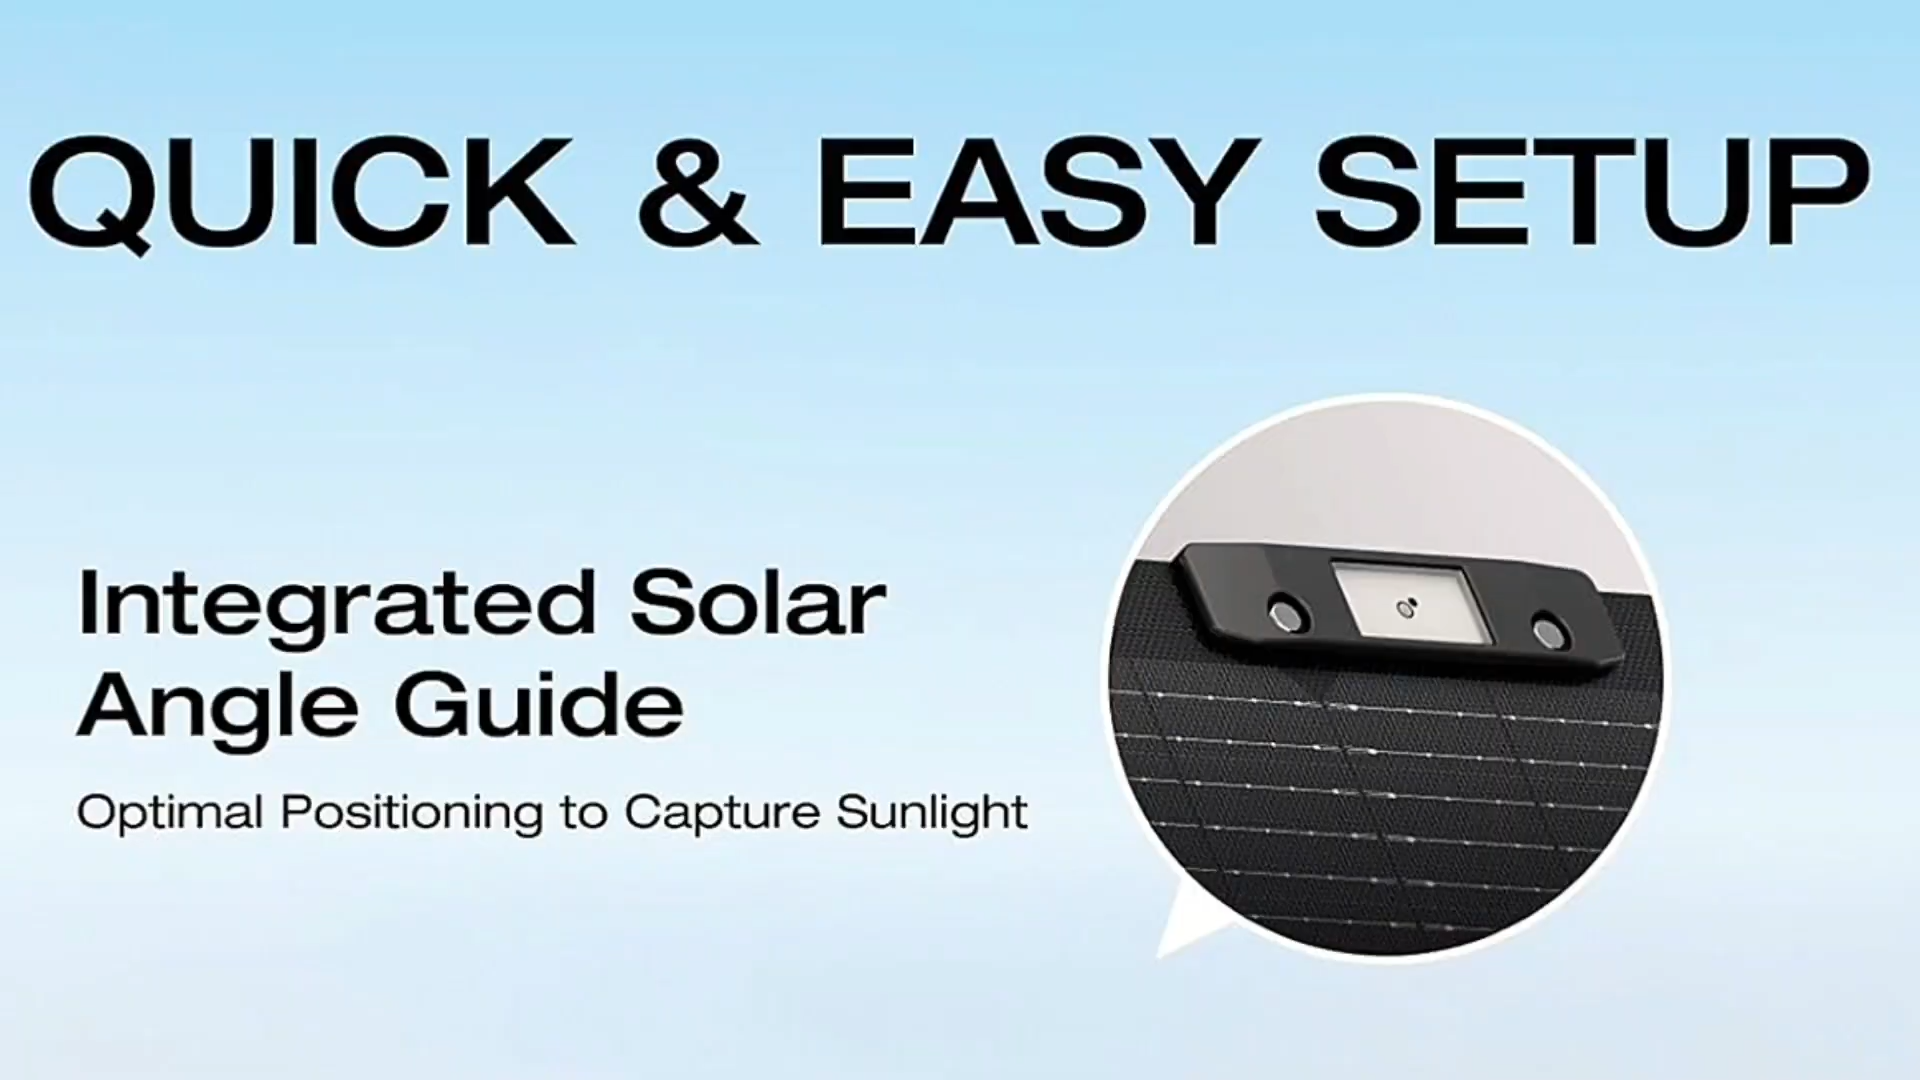 QUICK & EASY SETUP
Integrated Solar
Angle Guide
Optimal Positioning to Capture Sunlight